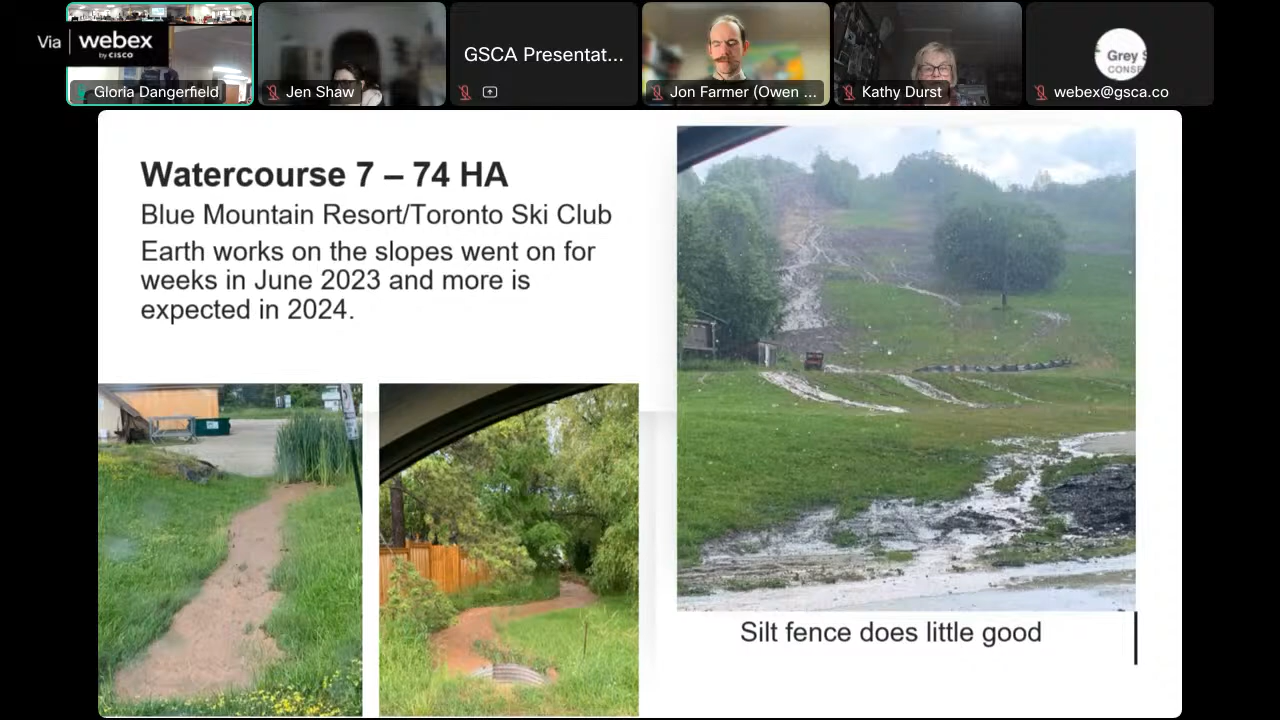 Via webex
by CISCO
Gloria Dangerfield
Jen Shaw
GSCA Presentat...
Jon Farmer (Owen ...
Kathy Durst
Grey S
CONSE
webex@gsca.co
Watercourse 7 – 74 HA
Blue Mountain Resort/Toronto Ski Club
Earth works on the slopes went on for
weeks in June 2023 and more is
expected in 2024.
Silt fence does little good